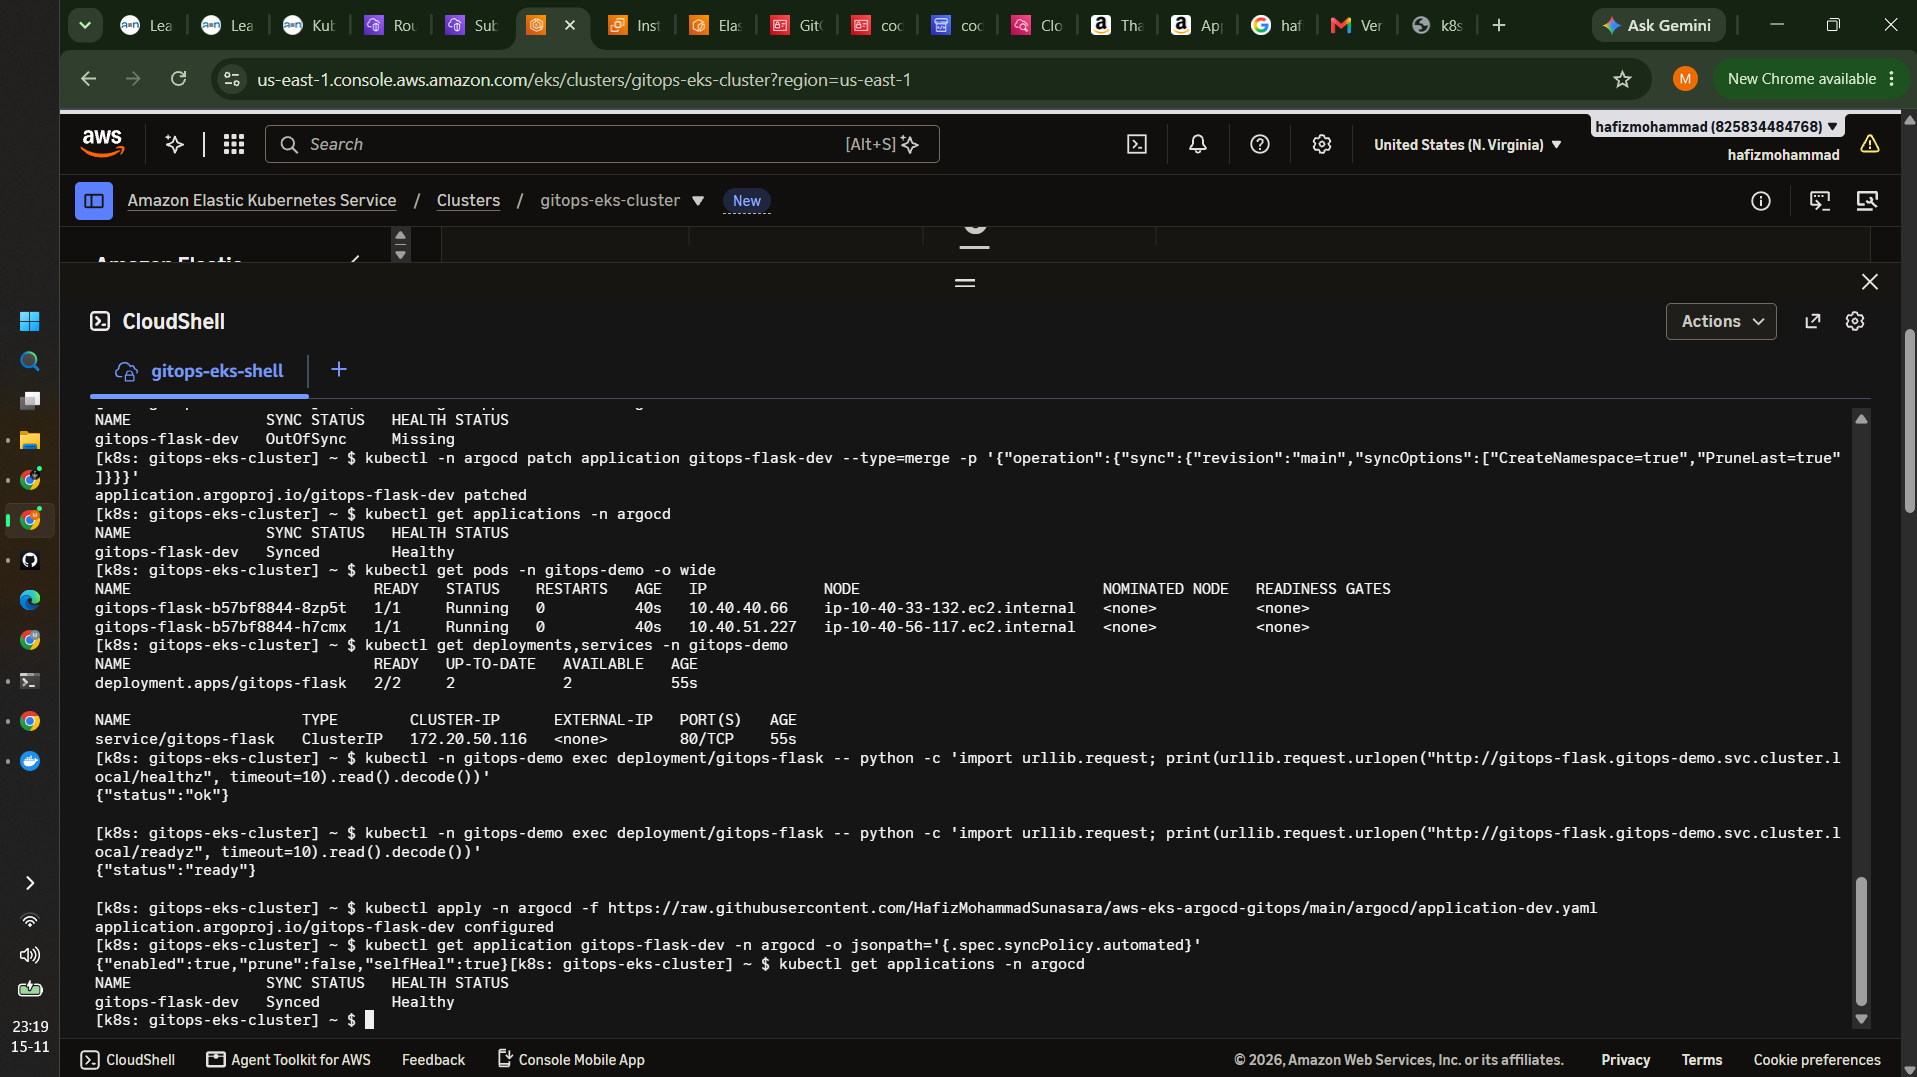 Lea
Lea
Kub
Rou
Sub
Inst
Elas
Git
coc
coc
Clo
Tha
Ap
haf
Ver
k8s
Ask Gemini
us-east-1.console.aws.amazon.com/eks/clusters/gitops-eks-cluster?region=us-east-1
M
New Chrome available
aws
Search
[Alt+S]
United States (N. Virginia)
hafizmohammad (825834484768)
hafizmohammad
Amazon Elastic Kubernetes Service / Clusters / gitops-eks-cluster
New
Amazon Elastic
CloudShell
Actions
gitops-eks-shell
NAME SYNC STATUS HEALTH STATUS
gitops-flask-dev OutOfSync Missing
[k8s: gitops-eks-cluster] ~ $ kubectl -n argocd patch application gitops-flask-dev --type=merge -p '{"operation":{"sync":{"revision":"main","syncOptions":["CreateNamespace=true","PruneLast=true"
]}}}'
application.argoproj.io/gitops-flask-dev patched
[k8s: gitops-eks-cluster] ~ $ kubectl get applications -n argocd
NAME SYNC STATUS HEALTH STATUS
gitops-flask-dev Synced Healthy
[k8s: gitops-eks-cluster] ~ $ kubectl get pods -n gitops-demo -o wide
NAME READY STATUS RESTARTS AGE IP NODE NOMINATED NODE READINESS GATES
gitops-flask-b57bf8844-8zp5t 1/1 Running 0 40s 10.40.40.66 ip-10-40-33-132.ec2.internal <none> <none>
gitops-flask-b57bf8844-h7cmx 1/1 Running 0 40s 10.40.51.227 ip-10-40-56-117.ec2.internal <none> <none>
[k8s: gitops-eks-cluster] ~ $ kubectl get deployments,services -n gitops-demo
NAME READY UP-TO-DATE AVAILABLE AGE
deployment.apps/gitops-flask 2/2 2 2 55s
NAME TYPE CLUSTER-IP EXTERNAL-IP PORT(S) AGE
service/gitops-flask ClusterIP 172.20.50.116 <none> 80/TCP 55s
[k8s: gitops-eks-cluster] ~ $ kubectl -n gitops-demo exec deployment/gitops-flask -- python -c 'import urllib.request; print(urllib.request.urlopen("http://gitops-flask.gitops-demo.svc.cluster.l
ocal/healthz", timeout=10).read().decode())'
{"status":"ok"}
[k8s: gitops-eks-cluster] ~ $ kubectl -n gitops-demo exec deployment/gitops-flask -- python -c 'import urllib.request; print(urllib.request.urlopen("http://gitops-flask.gitops-demo.svc.cluster.l
ocal/readyz", timeout=10).read().decode())'
{"status":"ready"}
[k8s: gitops-eks-cluster] ~ $ kubectl apply -n argocd -f https://raw.githubusercontent.com/HafizMohammadSunasara/aws-eks-argocd-gitops/main/argocd/application-dev.yaml
application.argoproj.io/gitops-flask-dev configured
[k8s: gitops-eks-cluster] ~ $ kubectl get application gitops-flask-dev -n argocd -o jsonpath='{.spec.syncPolicy.automated}'
{"enabled":true,"prune":false,"selfHeal":true}[k8s: gitops-eks-cluster] ~ $ kubectl get applications -n argocd
NAME SYNC STATUS HEALTH STATUS
gitops-flask-dev Synced Healthy
[k8s: gitops-eks-cluster] ~ $
23:19
15-11
CloudShell
Agent Toolkit for AWS
Feedback
Console Mobile App
© 2026, Amazon Web Services, Inc. or its affiliates.
Privacy
Terms
Cookie preferences